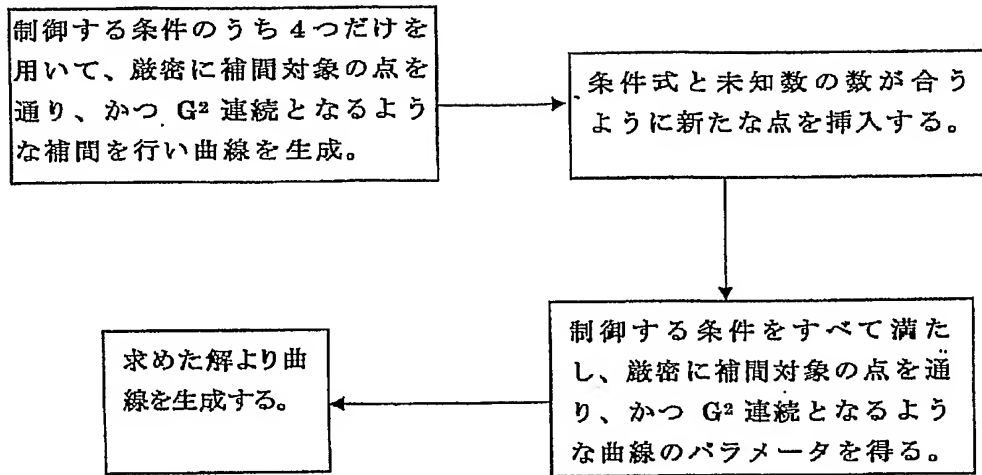 制御する条件のうち4つだけを
用いて、厳密に補間対象の点を
通り、かつ G² 連続となるよう
な補間を行い曲線を生成。
条件式と未知数の数が合う
ように新たな点を挿入する。
制御する条件をすべて満た
し、厳密に補間対象の点を通
り、かつ G² 連続となるよう
な曲線のパラメータを得る。
求めた解より曲
線を生成する。